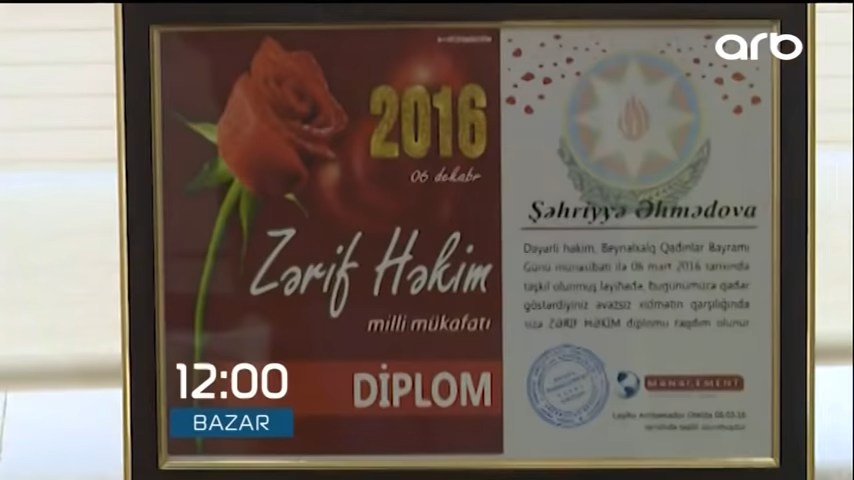 arb
2016
06 dekabr
Zərif Həkim
milli mükafatı
DİPLOM
Şəhriyyə Əhmədova
Dəyərli həkim, Beynəlxalq Qadınlar Bayramı
Günü münasibəti ilə 06 mart 2016 tarixində
təşkil olunmuş layihədə, bugünümüzə qədər
göstərdiyiniz əvəzsiz xidmətin qarşılığında
sizə ZƏRİF HƏKİM diplomu təqdim olunur
MANAGEMENT
12:00
BAZAR